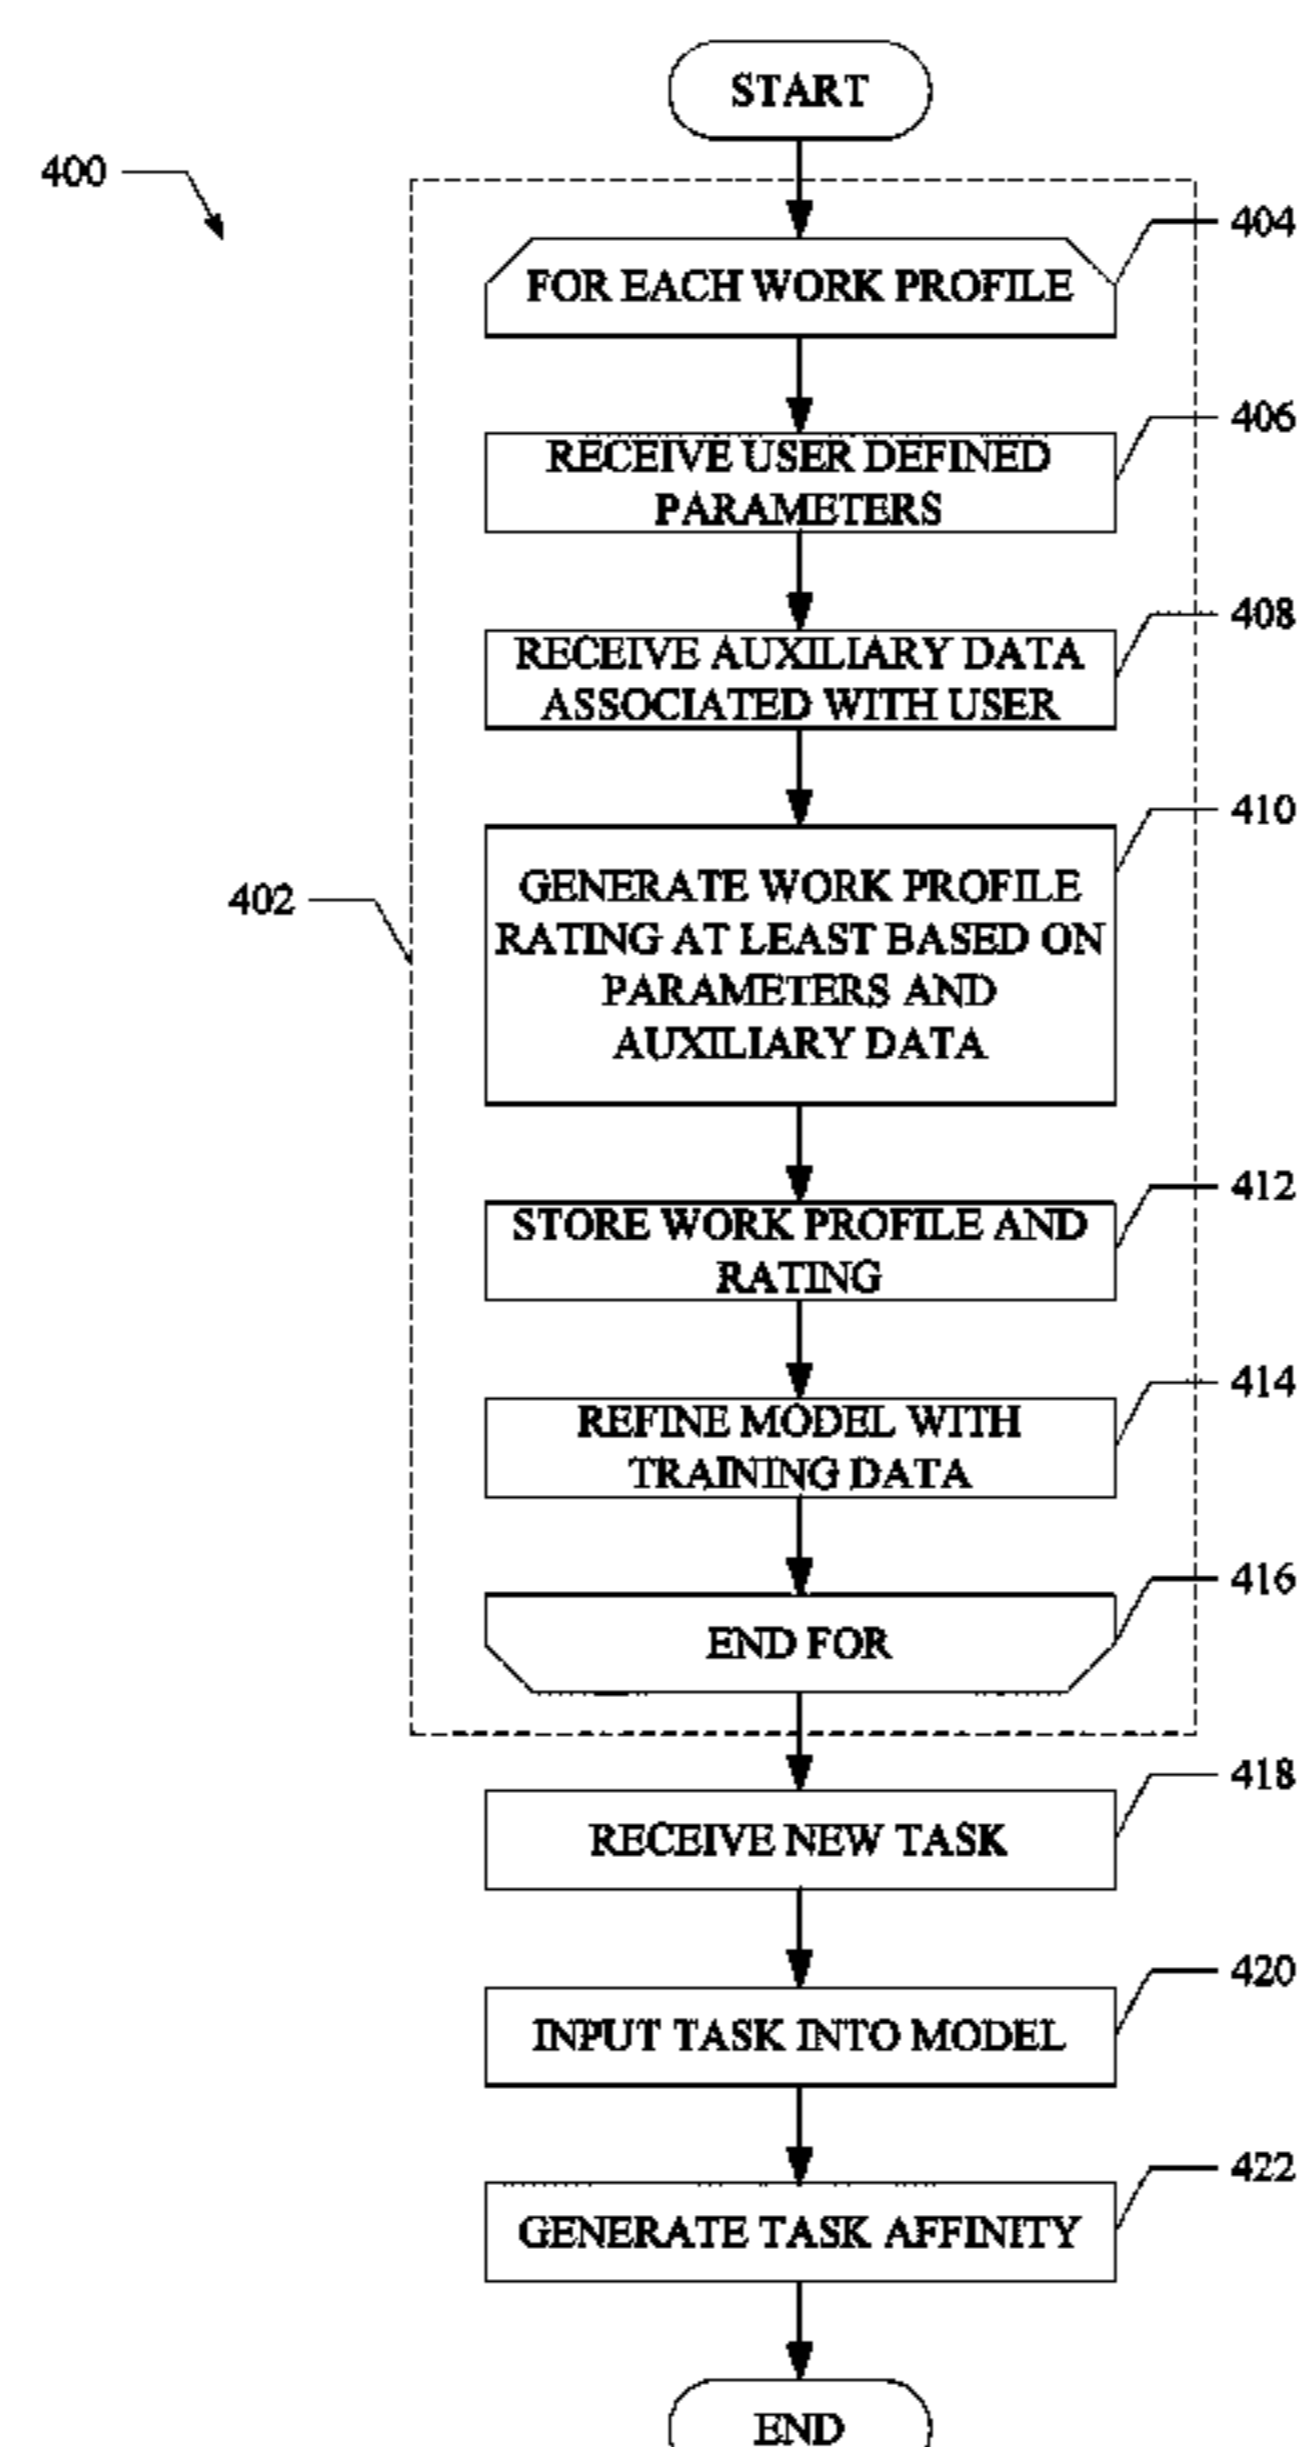 START
400
404
FOR EACH WORK PROFILE
406
RECEIVE USER DEFINED
PARAMETERS
408
RECEIVE AUXILIARY DATA
ASSOCIATED WITH USER
410
402
GENERATE WORK PROFILE
RATING AT LEAST BASED ON
PARAMETERS AND
AUXILIARY DATA
412
STORE WORK PROFILE AND
RATING
414
REFINE MODEL WITH
TRAINING DATA
416
END FOR
418
RECEIVE NEW TASK
420
INPUT TASK INTO MODEL
422
GENERATE TASK AFFINITY
END